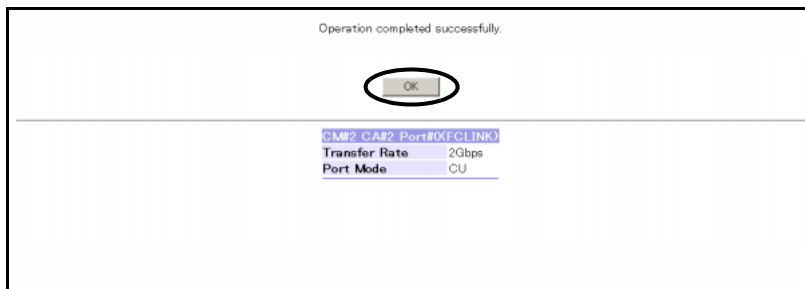 Operation completed successfully.
OK
CM#2 CA#2 Port#0(FCLINK)
Transfer Rate 2Gbps
Port Mode CU